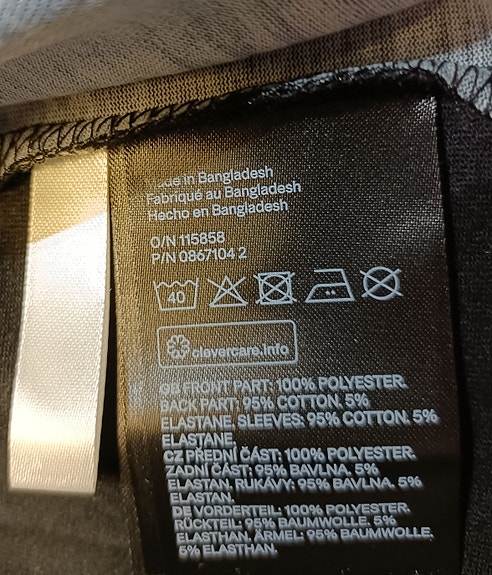 Made in Bangladesh
Fabriqué au Bangladesh
Hecho en Bangladesh
O/N 115858
P/N 0867104 2
40
clevercare.info
GB FRONT PART: 100% POLYESTER.
BACK PART: 95% COTTON. 5%
ELASTANE, SLEEVES: 95% COTTON. 5%
ELASTANE.
CZ PŘEDNÍ ČÁST: 100% POLYESTER.
ZADNÍ ČÁST: 95% BAVLNA. 5%
ELASTAN, RUKÁVY: 95% BAVLNA. 5%
ELASTAN.
DE VORDERTEIL: 100% POLYESTER.
RÜCKTEIL: 95% BAUMWOLLE. 5%
ELASTHAN, ÄRMEL: 95% BAUMWOLLE.
5% ELASTHAN.